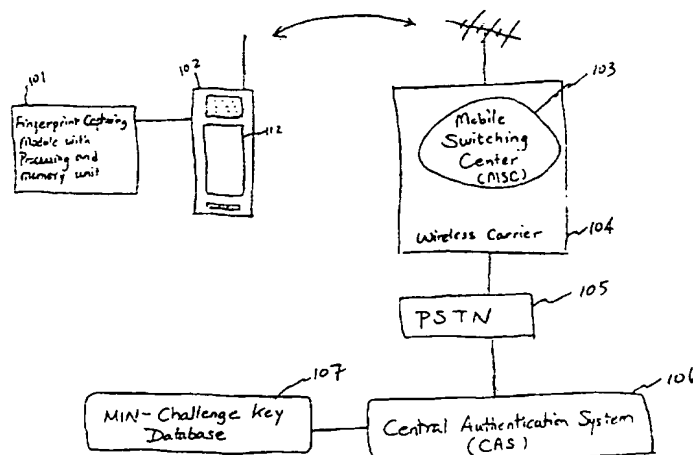 101
Fingerprint Capturing
Module with
Processing and
memory unit
102
112
103
Mobile
Switching
Center
(MSC)
Wireless Carrier
104
PSTN
105
107
MIN-Challenge Key
Database
106
Central Authentication System
(CAS)